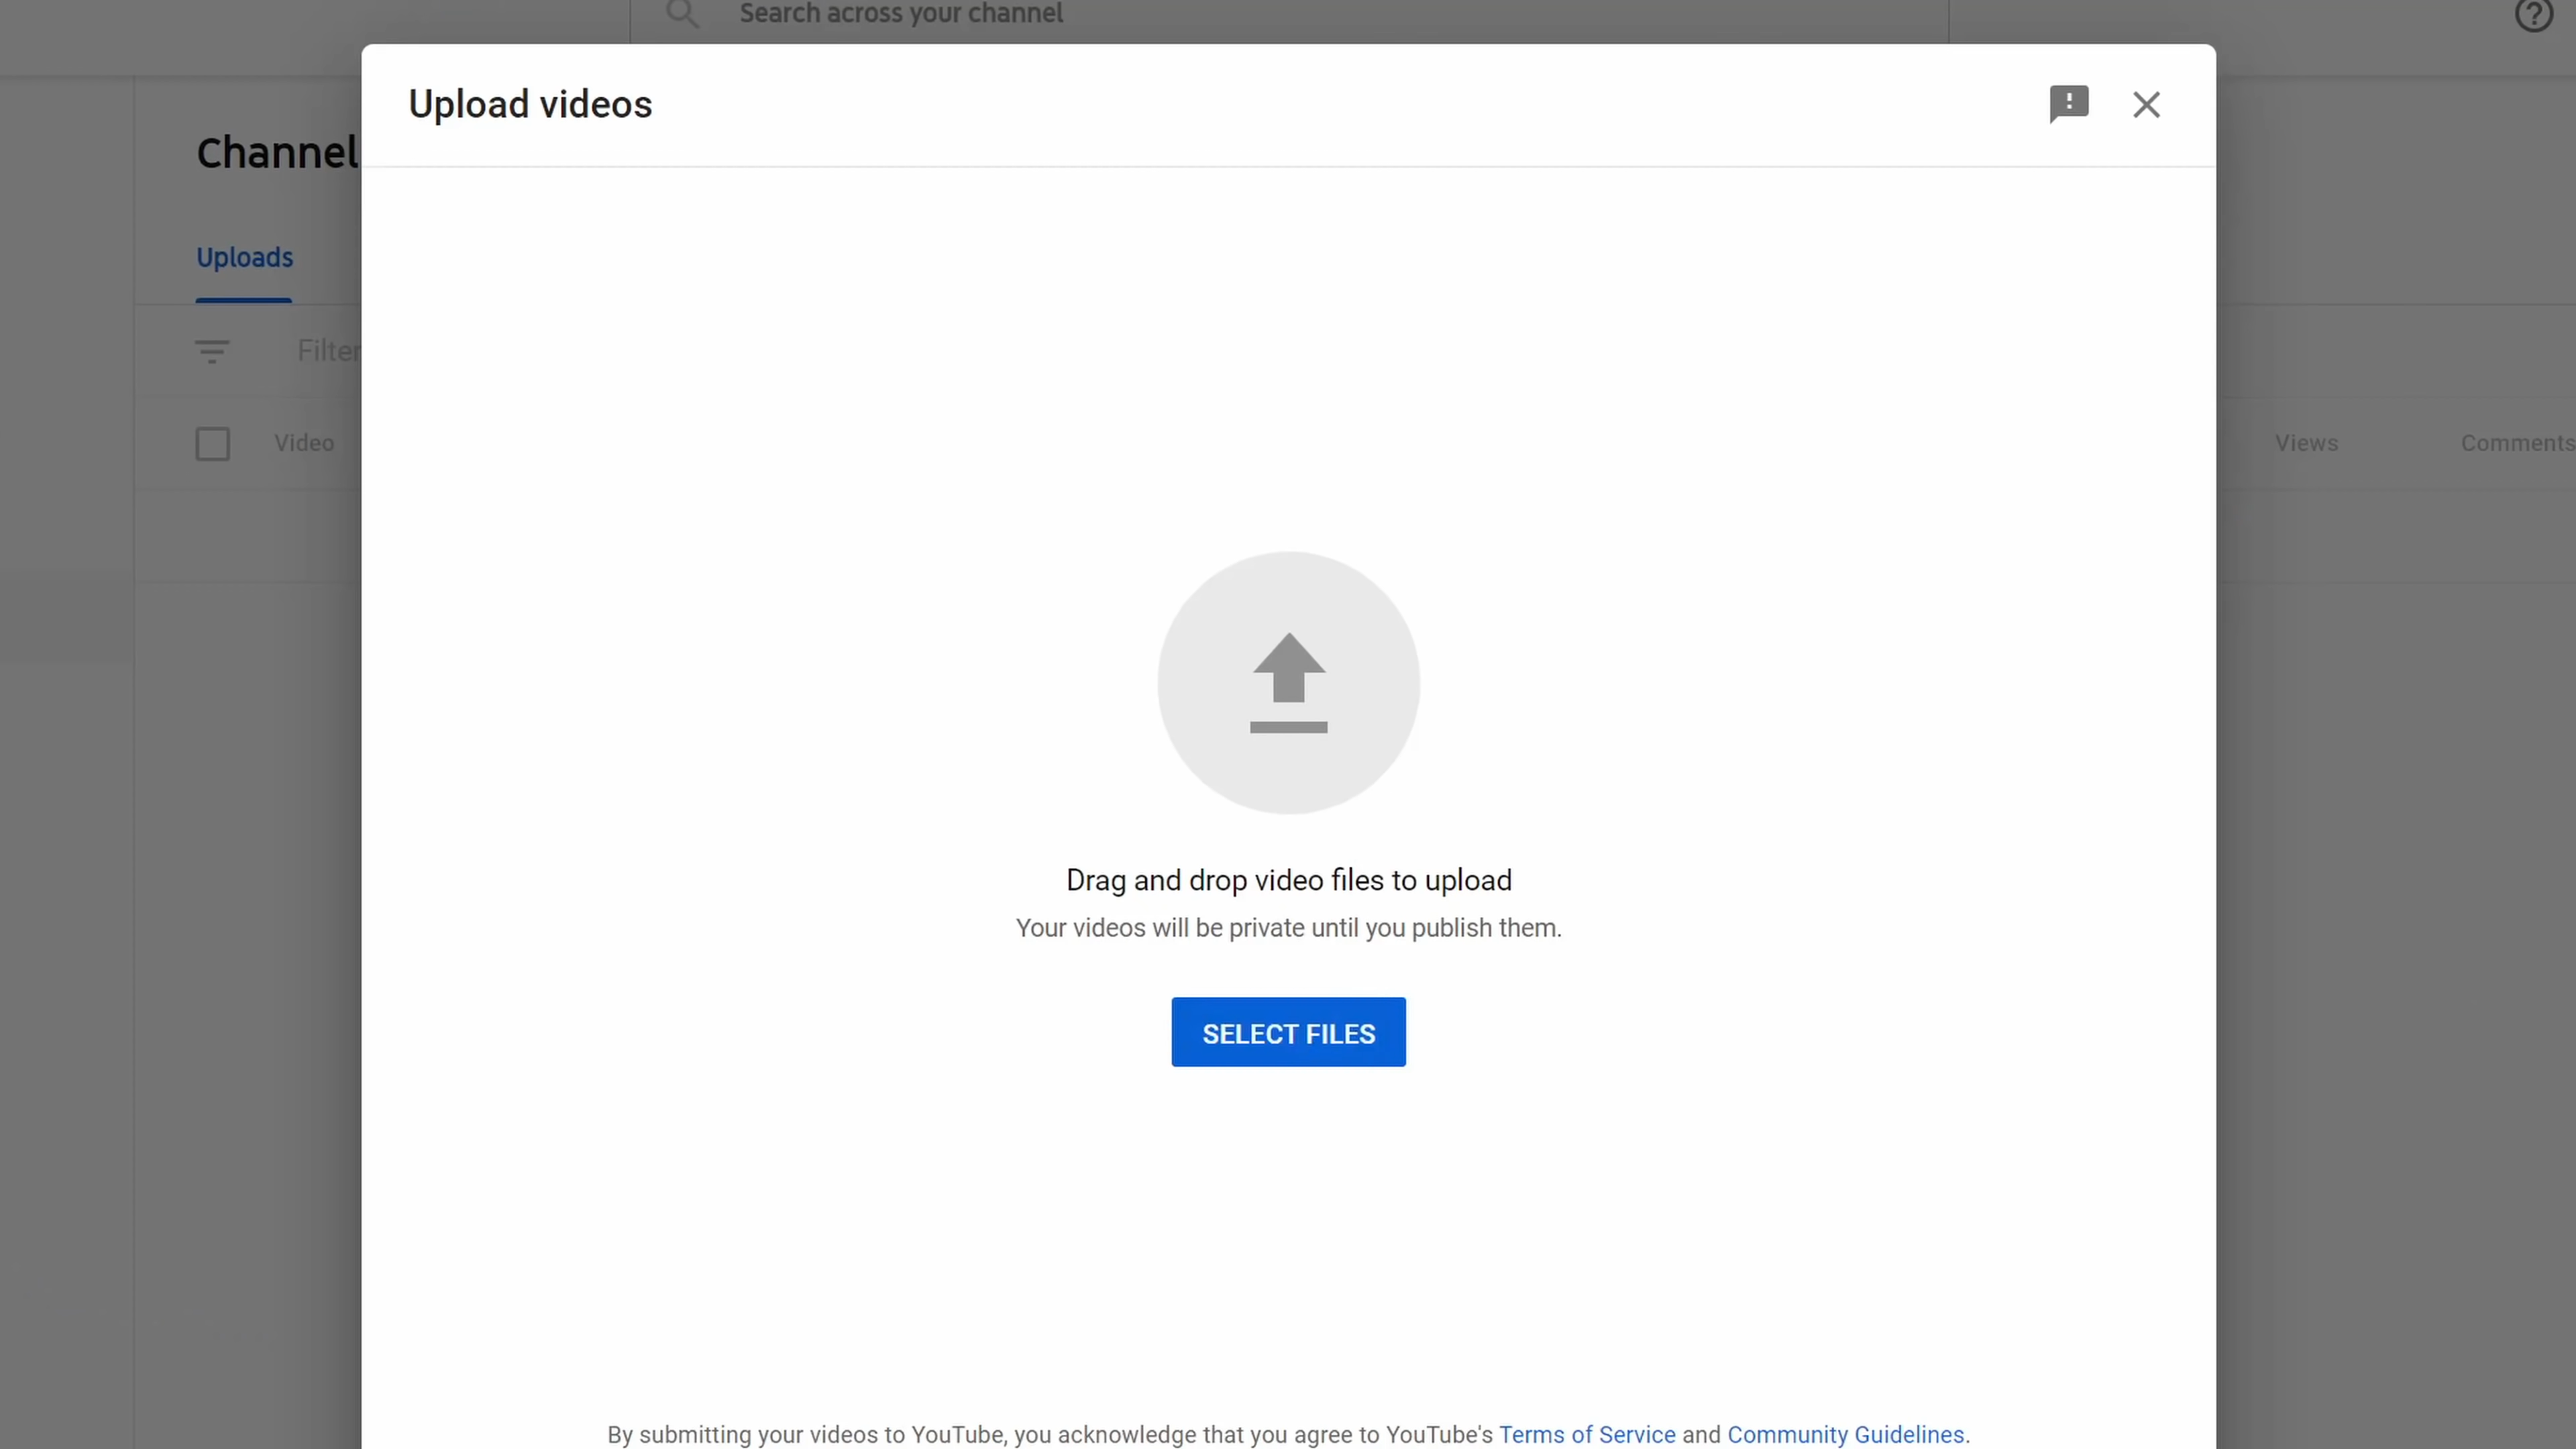 Search across your channel
Upload videos
Channel
Uploads
Filter
Video
Views
Comments
Drag and drop video files to upload
Your videos will be private until you publish them.
SELECT FILES
By submitting your videos to YouTube, you acknowledge that you agree to YouTube's Terms of Service and Community Guidelines.